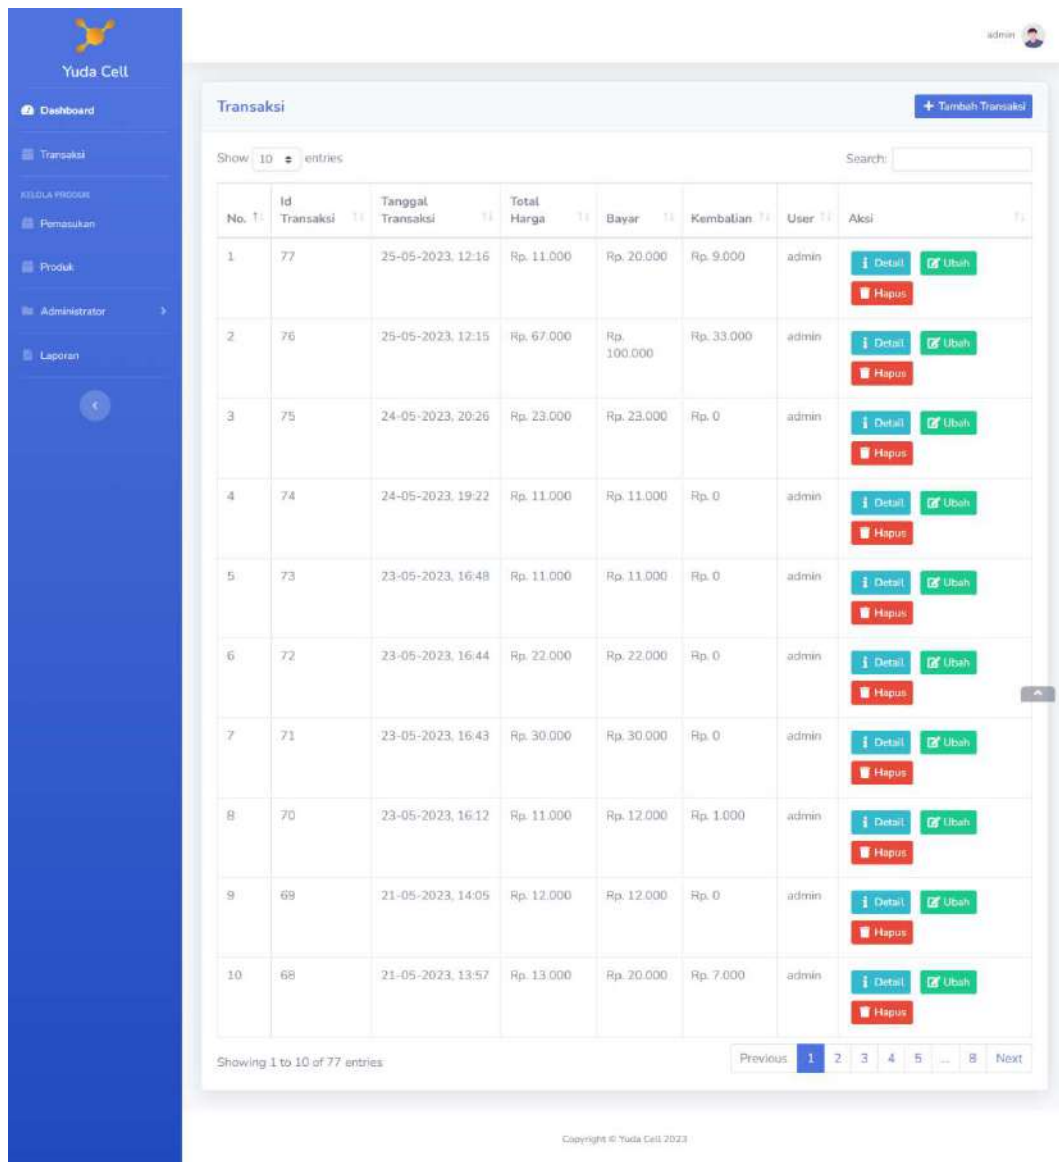 Yuda Cell
Dashboard
Transaksi
KELOLA PRODUK
Pemasukan
Produk
Administrator
Laporan
admin
Transaksi
+ Tambah Transaksi
Show 10 entries
Search:
No. Id Transaksi Tanggal Transaksi Total Harga Bayar Kembalian User Aksi
1 77 25-05-2023, 12:16 Rp. 11.000 Rp. 20.000 Rp. 9.000 admin Detail Ubah
Hapus
2 76 25-05-2023, 12:15 Rp. 67.000 Rp. 100.000 Rp. 33.000 admin Detail Ubah
Hapus
3 75 24-05-2023, 20:26 Rp. 23.000 Rp. 23.000 Rp. 0 admin Detail Ubah
Hapus
4 74 24-05-2023, 19:22 Rp. 11.000 Rp. 11.000 Rp. 0 admin Detail Ubah
Hapus
5 73 23-05-2023, 16:48 Rp. 11.000 Rp. 11.000 Rp. 0 admin Detail Ubah
Hapus
6 72 23-05-2023, 16:44 Rp. 22.000 Rp. 22.000 Rp. 0 admin Detail Ubah
Hapus
7 71 23-05-2023, 16:43 Rp. 30.000 Rp. 30.000 Rp. 0 admin Detail Ubah
Hapus
8 70 23-05-2023, 16:12 Rp. 11.000 Rp. 12.000 Rp. 1.000 admin Detail Ubah
Hapus
9 69 21-05-2023, 14:05 Rp. 12.000 Rp. 12.000 Rp. 0 admin Detail Ubah
Hapus
10 68 21-05-2023, 13:57 Rp. 13.000 Rp. 20.000 Rp. 7.000 admin Detail Ubah
Hapus
Showing 1 to 10 of 77 entries
Previous 1 2 3 4 5 ... 8 Next
Copyright © Yuda Cell 2023